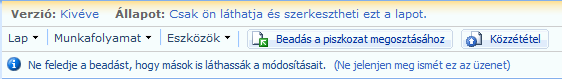 Verzió: Kivéve Állapot: Csak ön láthatja és szerkesztheti ezt a lapot.
Lap Munkafolyamat Eszközök Beadás a piszkozat megosztásához Közzététel
Ne feledje a beadást, hogy mások is láthassák a módosításait. (Ne jelenjen meg ismét ez az üzenet)